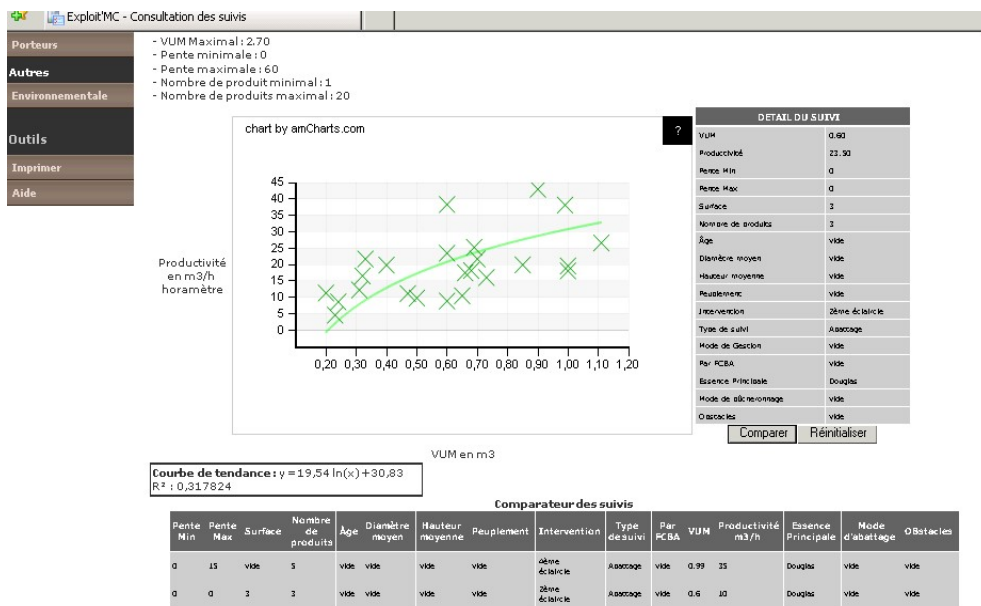 Exploit'MC - Consultation des suivis
Porteurs
Autres
Environnementale
Outils
Imprimer
Aide
- VUM Maximal : 2.70
- Pente minimale : 0
- Pente maximale : 60
- Nombre de produit minimal : 1
- Nombre de produits maximal : 20
chart by amCharts.com
?
Productivité
en m3/h
horamètre
45
40
35
30
25
20
15
10
5
0
0,20 0,30 0,40 0,50 0,60 0,70 0,80 0,90 1,00 1,10 1,20
VUM en m3
DETAIL DU SUIVI
VUM 0.60
Productivité 23.50
Pente Min 0
Pente Max 0
Surface 3
Nombre de produits 3
Âge vide
Diamètre moyen vide
Hauteur moyenne vide
Peuplement vide
Intervention 2ème éclaircie
Type de suivi Abattage
Mode de Gestion vide
Par FCBA vide
Essence Principale Douglas
Mode de bûcheronnage vide
Obstacles vide
Comparer Réinitialiser
Courbe de tendance : y = 19,54 ln(x) + 30,83
R² : 0,317824
Comparateur des suivis
Pente Min Pente Max Surface Nombre de produits Âge Diamètre moyen Hauteur moyenne Peuplement Intervention Type de suivi Par FCBA VUM Productivité m3/h Essence Principale Mode d'abattage Obstacles
0 15 vide 5 vide vide vide vide 4ème éclaircie Abattage vide 0.99 35 Douglas vide vide
0 0 3 3 vide vide vide vide 2ème éclaircie Abattage vide 0.6 10 Douglas vide vide